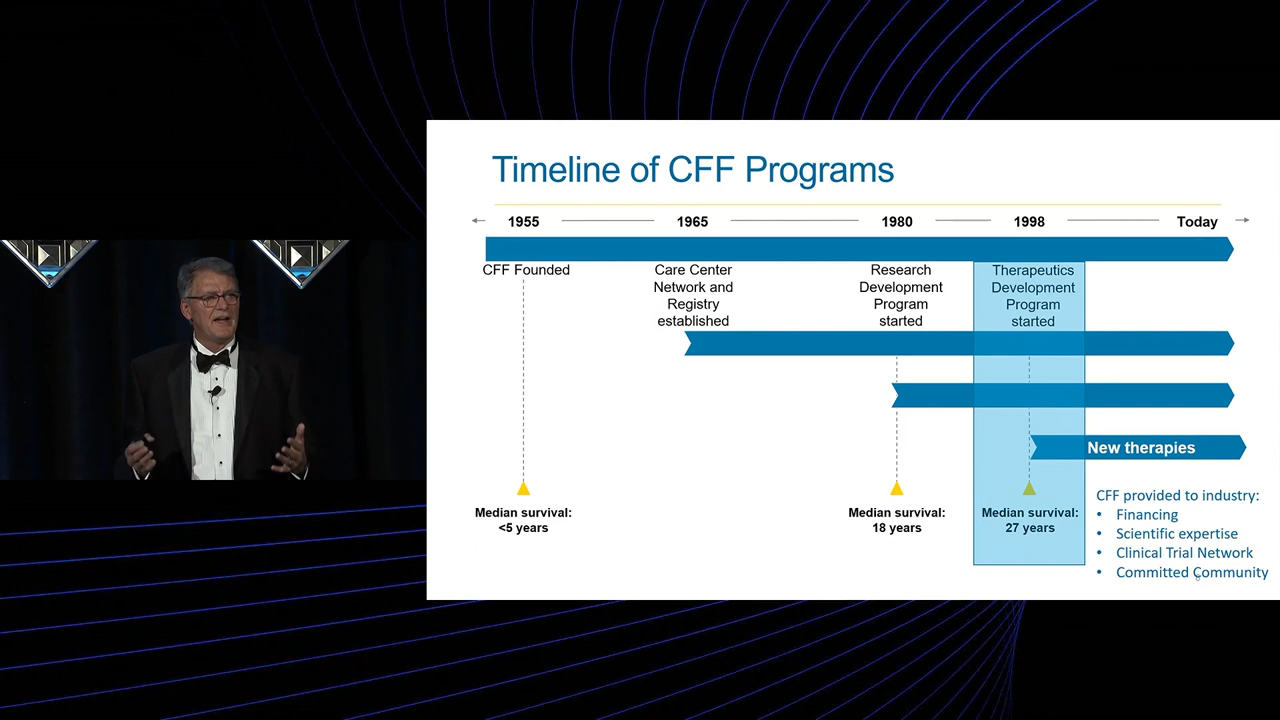 Timeline of CFF Programs
1955
1965
1980
1998
Today
CFF Founded
Care Center
Network and
Registry
established
Research
Development
Program
started
Therapeutics
Development
Program
started
New therapies
Median survival:
<5 years
Median survival:
18 years
Median survival:
27 years
CFF provided to industry:
• Financing
• Scientific expertise
• Clinical Trial Network
• Committed Community